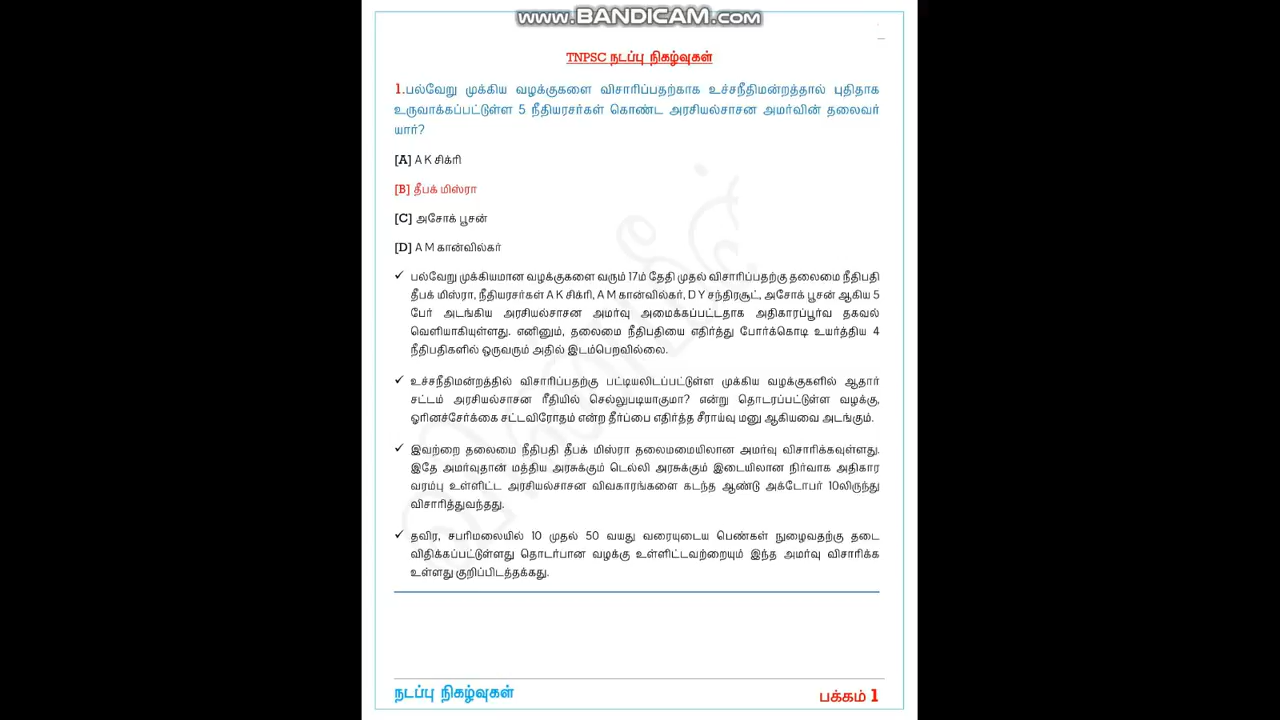 www.BANDICAM.com
TNPSC நடப்பு நிகழ்வுகள்
1.பல்வேறு முக்கிய வழக்குகளை விசாரிப்பதற்காக உச்சநீதிமன்றத்தால் புதிதாக
உருவாக்கப்பட்டுள்ள 5 நீதியரசர்கள் கொண்ட அரசியல்சாசன அமர்வின் தலைவர்
யார்?
[A] A K சிக்ரி
[B] தீபக் மிஸ்ரா
[C] அசோக் பூசன்
[D] A M கான்வில்கர்
✓ பல்வேறு முக்கியமான வழக்குகளை வரும் 17ம் தேதி முதல் விசாரிப்பதற்கு தலைமை நீதிபதி
தீபக் மிஸ்ரா, நீதியரசர்கள் A K சிக்ரி, A M கான்வில்கர், D Y சந்திரசூட், அசோக் பூசன் ஆகிய 5
பேர் அடங்கிய அரசியல்சாசன அமர்வு அமைக்கப்பட்டதாக அதிகாரப்பூர்வ தகவல்
வெளியாகியுள்ளது. எனினும், தலைமை நீதிபதியை எதிர்த்து போர்க்கொடி உயர்த்திய 4
நீதிபதிகளில் ஒருவரும் அதில் இடம்பெறவில்லை.
✓ உச்சநீதிமன்றத்தில் விசாரிப்பதற்கு பட்டியலிடப்பட்டுள்ள முக்கிய வழக்குகளில் ஆதார்
சட்டம் அரசியல்சாசன ரீதியில் செல்லுபடியாகுமா? என்று தொடரப்பட்டுள்ள வழக்கு,
ஓரினச்சேர்க்கை சட்டவிரோதம் என்ற தீர்ப்பை எதிர்த்த சீராய்வு மனு ஆகியவை அடங்கும்.
✓ இவற்றை தலைமை நீதிபதி தீபக் மிஸ்ரா தலைமமையிலான அமர்வு விசாரிக்கவுள்ளது.
இதே அமர்வுதான் மத்திய அரசுக்கும் டெல்லி அரசுக்கும் இடையிலான நிர்வாக அதிகார
வரம்பு உள்ளிட்ட அரசியல்சாசன விவகாரங்களை கடந்த ஆண்டு அக்டோபர் 10லிருந்து
விசாரித்துவந்தது.
✓ தவிர, சபரிமலையில் 10 முதல் 50 வயது வரையுடைய பெண்கள் நுழைவதற்கு தடை
விதிக்கப்பட்டுள்ளது தொடர்பான வழக்கு உள்ளிட்டவற்றையும் இந்த அமர்வு விசாரிக்க
உள்ளது குறிப்பிடத்தக்கது.
நடப்பு நிகழ்வுகள்
பக்கம் 1